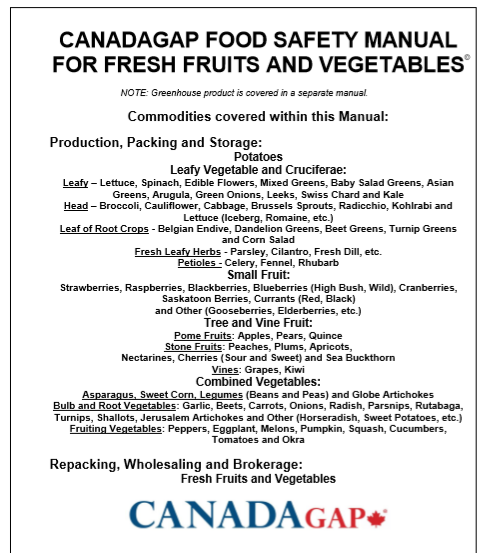 CANADAGAP FOOD SAFETY MANUAL
FOR FRESH FRUITS AND VEGETABLES©
NOTE: Greenhouse product is covered in a separate manual.
Commodities covered within this Manual:
Production, Packing and Storage:
Potatoes
Leafy Vegetable and Cruciferae:
Leafy – Lettuce, Spinach, Edible Flowers, Mixed Greens, Baby Salad Greens, Asian
Greens, Arugula, Green Onions, Leeks, Swiss Chard and Kale
Head – Broccoli, Cauliflower, Cabbage, Brussels Sprouts, Radicchio, Kohlrabi and
Lettuce (Iceberg, Romaine, etc.)
Leaf of Root Crops - Belgian Endive, Dandelion Greens, Beet Greens, Turnip Greens
and Corn Salad
Fresh Leafy Herbs - Parsley, Cilantro, Fresh Dill, etc.
Petioles - Celery, Fennel, Rhubarb
Small Fruit:
Strawberries, Raspberries, Blackberries, Blueberries (High Bush, Wild), Cranberries,
Saskatoon Berries, Currants (Red, Black)
and Other (Gooseberries, Elderberries, etc.)
Tree and Vine Fruit:
Pome Fruits: Apples, Pears, Quince
Stone Fruits: Peaches, Plums, Apricots,
Nectarines, Cherries (Sour and Sweet) and Sea Buckthorn
Vines: Grapes, Kiwi
Combined Vegetables:
Asparagus, Sweet Corn, Legumes (Beans and Peas) and Globe Artichokes
Bulb and Root Vegetables: Garlic, Beets, Carrots, Onions, Radish, Parsnips, Rutabaga,
Turnips, Shallots, Jerusalem Artichokes and Other (Horseradish, Sweet Potatoes, etc.)
Fruiting Vegetables: Peppers, Eggplant, Melons, Pumpkin, Squash, Cucumbers,
Tomatoes and Okra
Repacking, Wholesaling and Brokerage:
Fresh Fruits and Vegetables
CANADAGAP